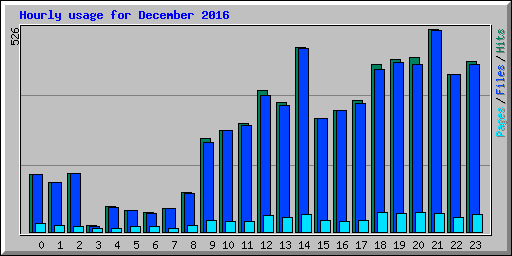 Hourly usage for December 2016
526
Pages / Files / Hits
0 1 2 3 4 5 6 7 8 9 10 11 12 13 14 15 16 17 18 19 20 21 22 23